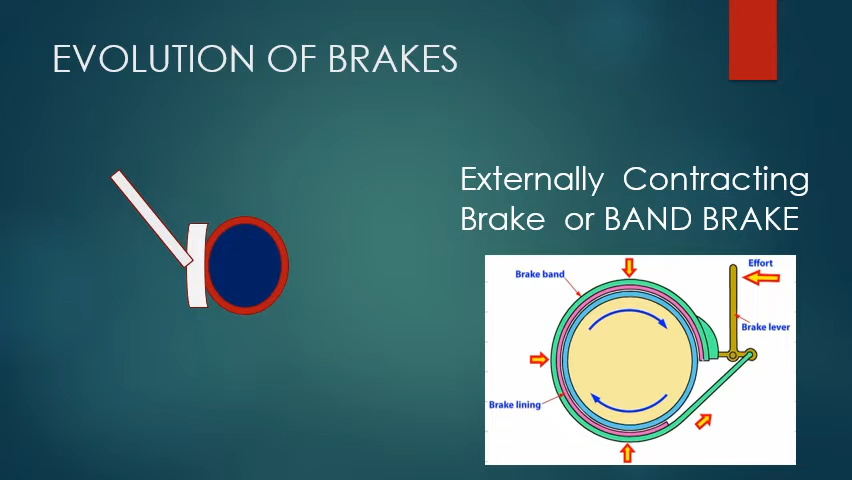 EVOLUTION OF BRAKES
Externally Contracting
Brake or BAND BRAKE
Effort
Brake band
Brake lever
Brake lining